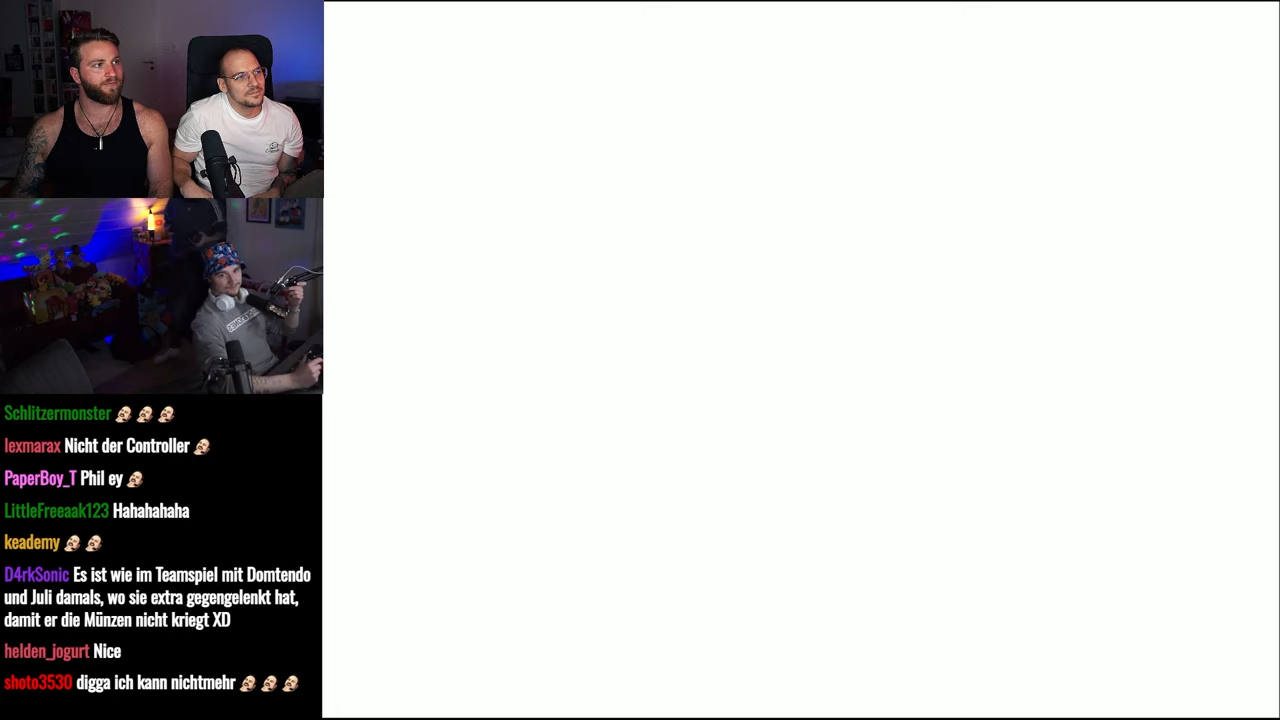 Schlitzermonster
lexmarax Nicht der Controller
PaperBoy_T Phil ey
LittleFreeaak123 Hahahahaha
keademy
D4rkSonic Es ist wie im Teamspiel mit Domtendo
und Juli damals, wo sie extra gegengelenkt hat,
damit er die Münzen nicht kriegt XD
helden_jogurt Nice
shoto3530 digga ich kann nichtmehr